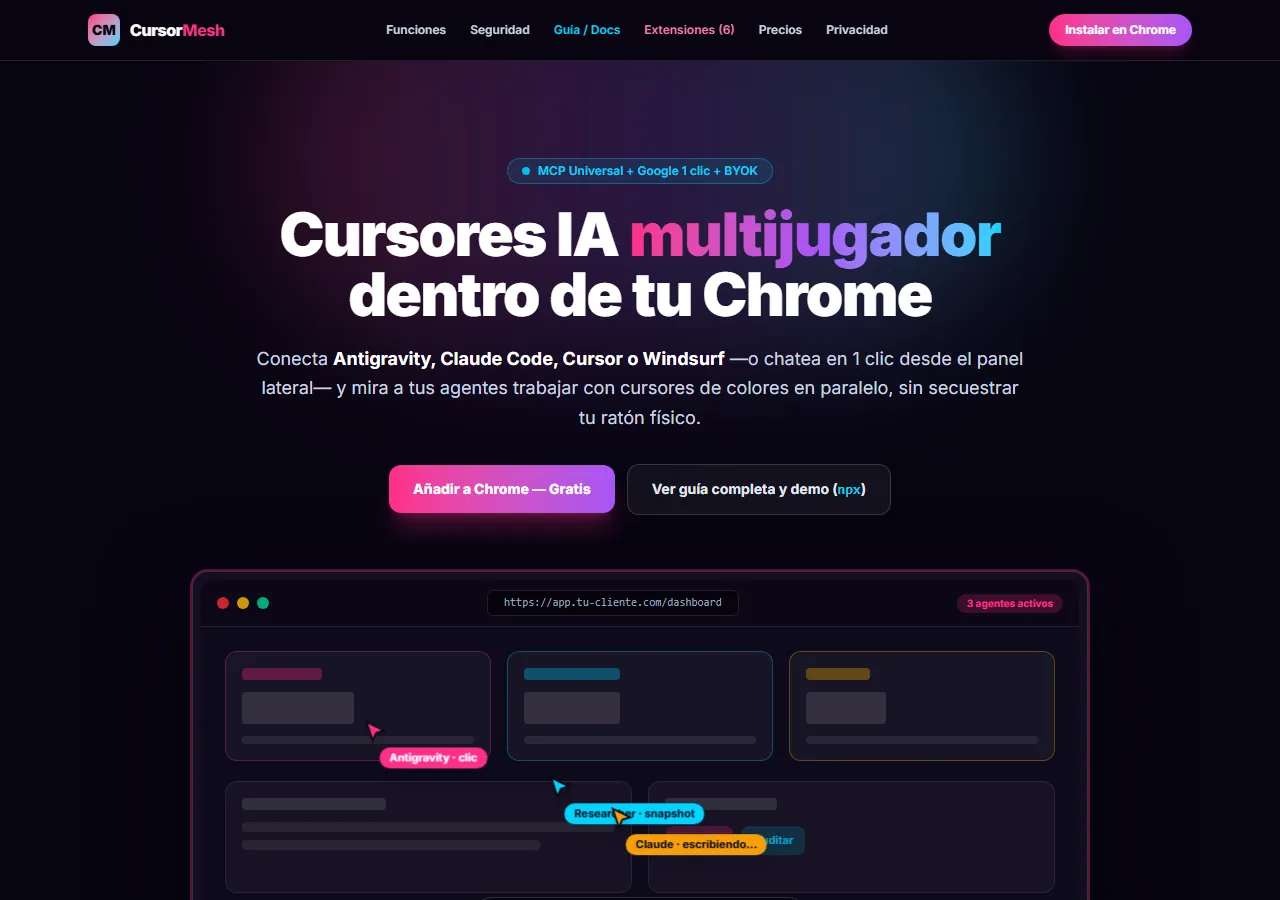 CM CursorMesh Funciones Seguridad Guía / Docs Extensiones (6) Precios Privacidad Instalar en Chrome
MCP Universal + Google 1 clic + BYOK
Cursores IA multijugador
dentro de tu Chrome
Conecta Antigravity, Claude Code, Cursor o Windsurf —o chatea en 1 clic desde el panel
lateral— y mira a tus agentes trabajar con cursores de colores en paralelo, sin secuestrar
tu ratón físico.
Añadir a Chrome — Gratis
Ver guía completa y demo (npx)
https://app.tu-cliente.com/dashboard
3 agentes activos
Antigravity · clic
· snapshot
Claude · escribiendo...